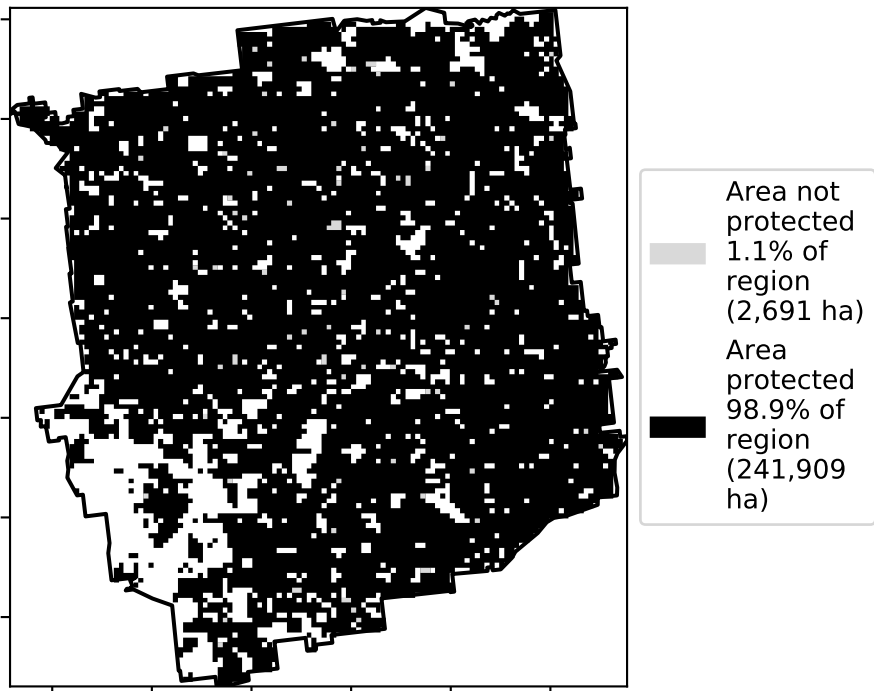 Area not
protected
1.1% of
region
(2,691 ha)
Area
protected
98.9% of
region
(241,909
ha)